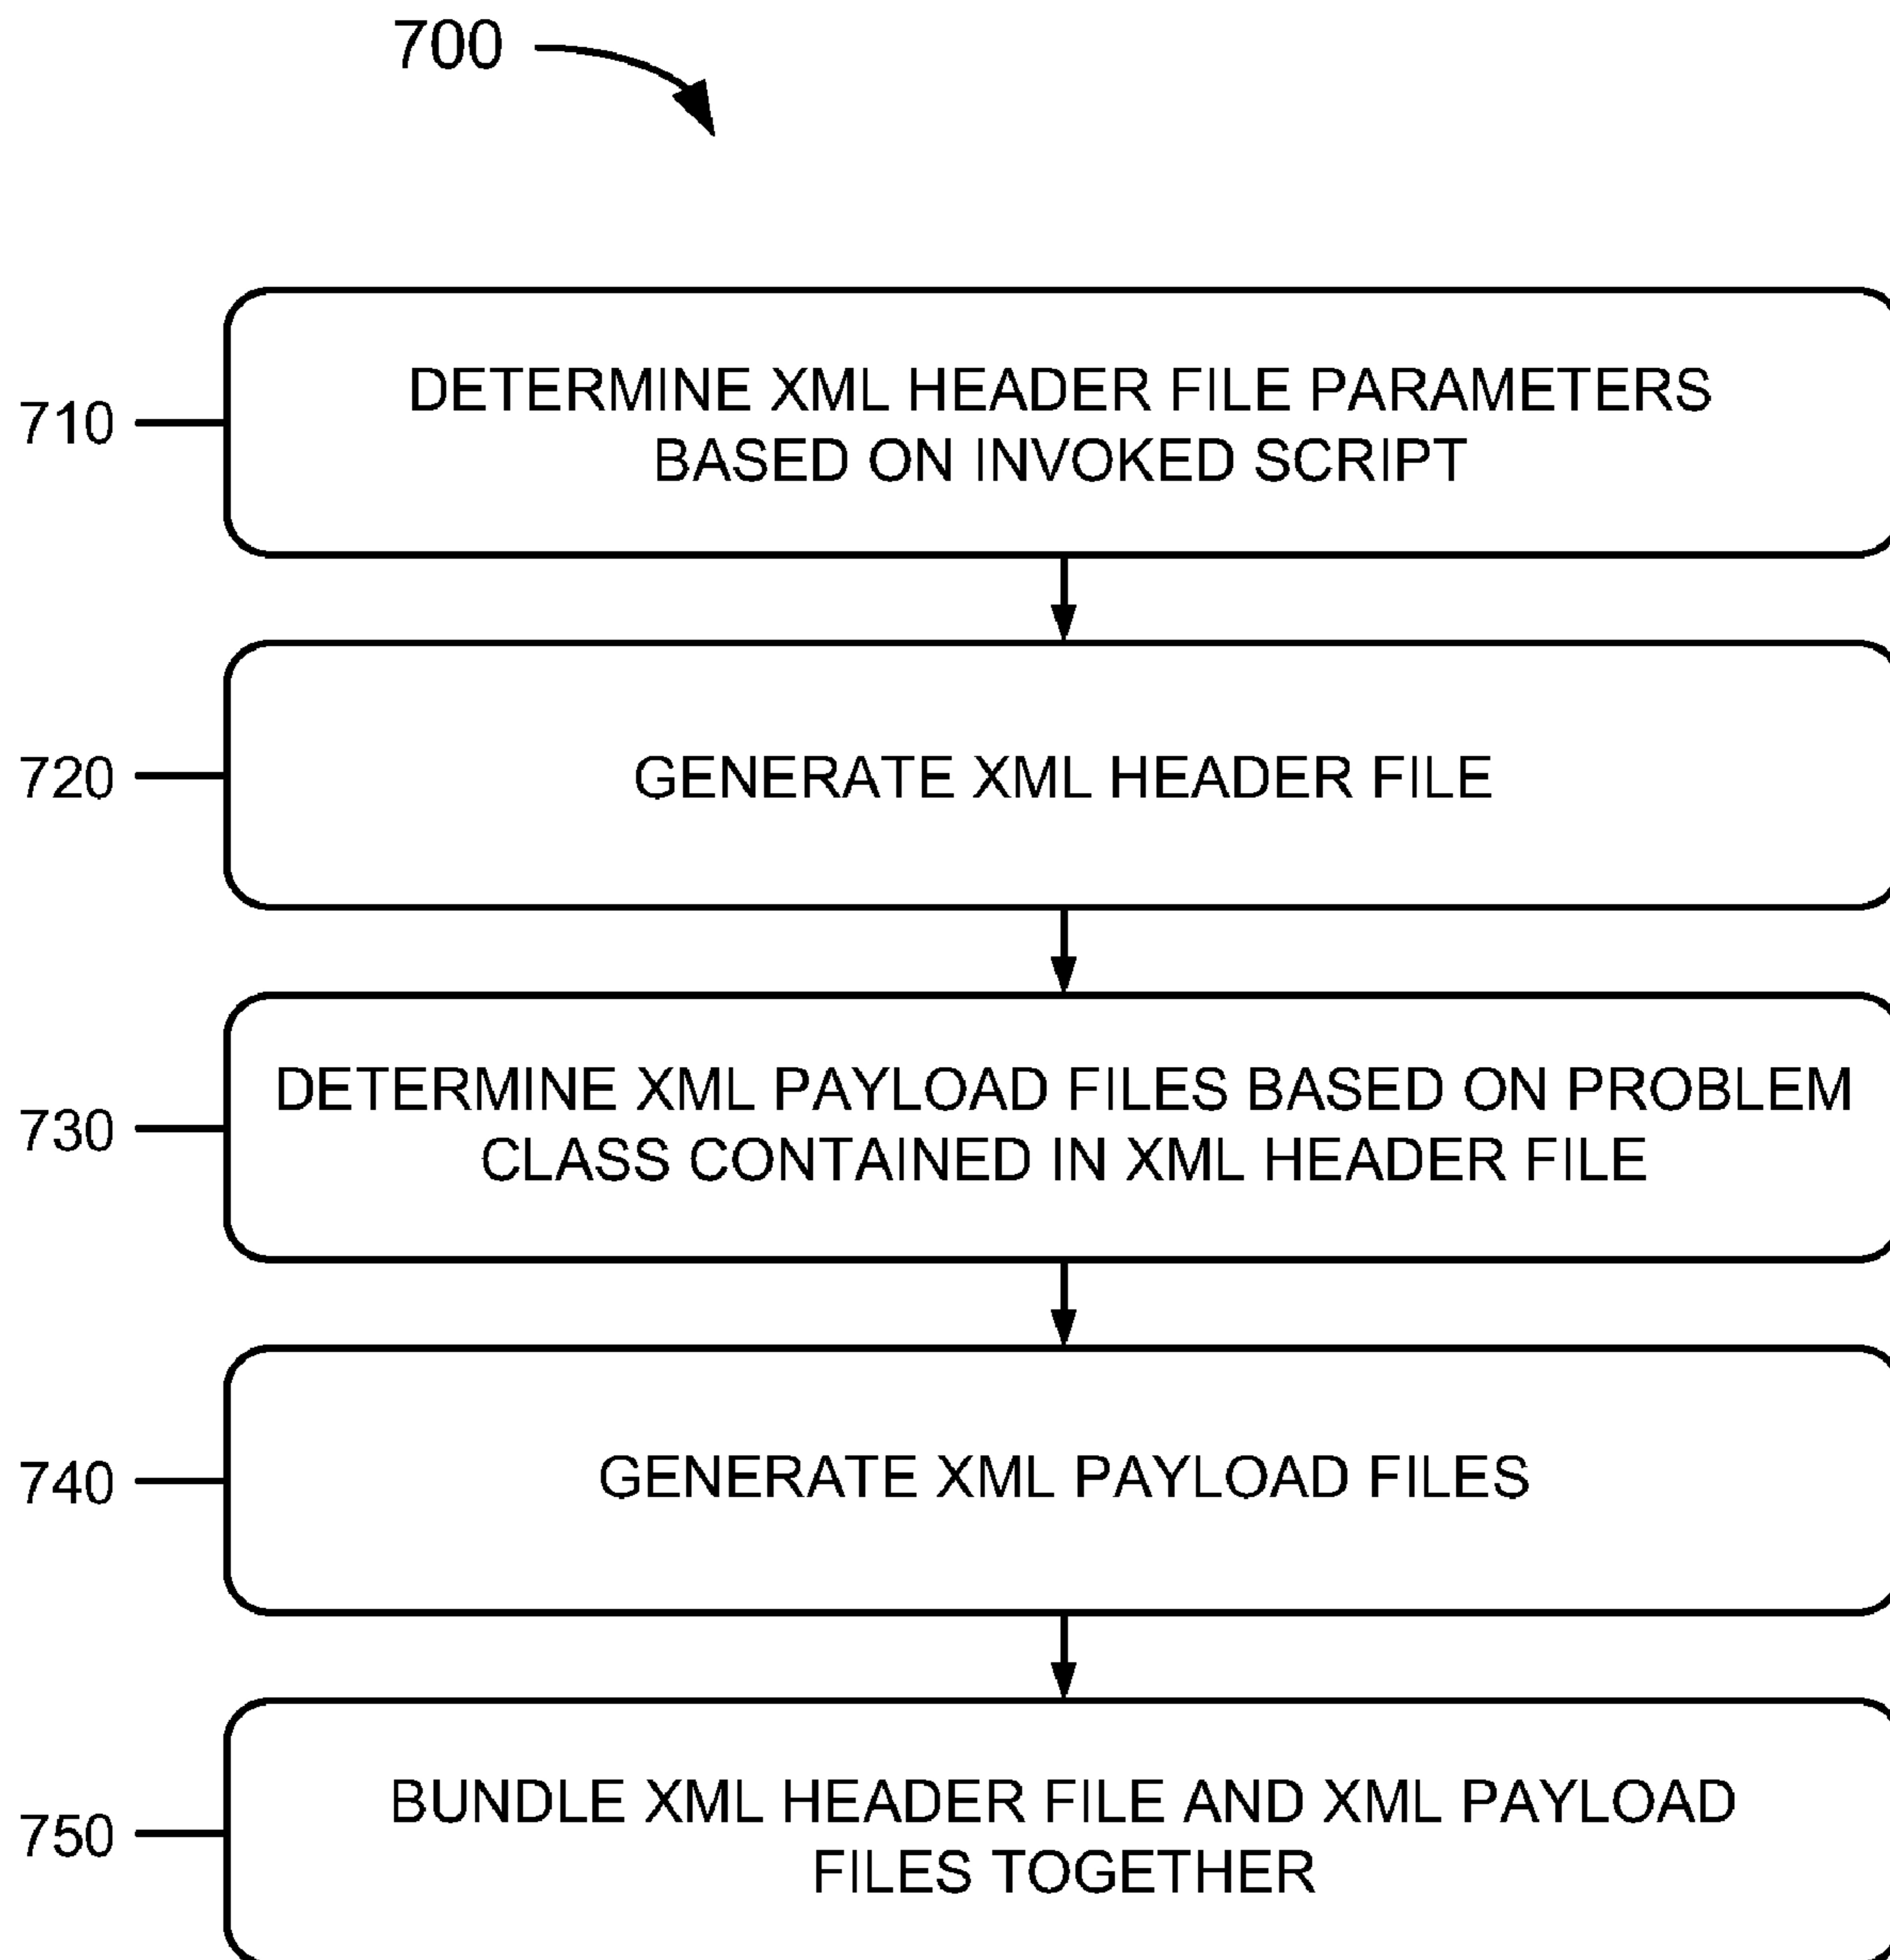 700
710
DETERMINE XML HEADER FILE PARAMETERS
BASED ON INVOKED SCRIPT
720
GENERATE XML HEADER FILE
730
DETERMINE XML PAYLOAD FILES BASED ON PROBLEM
CLASS CONTAINED IN XML HEADER FILE
740
GENERATE XML PAYLOAD FILES
750
BUNDLE XML HEADER FILE AND XML PAYLOAD
FILES TOGETHER